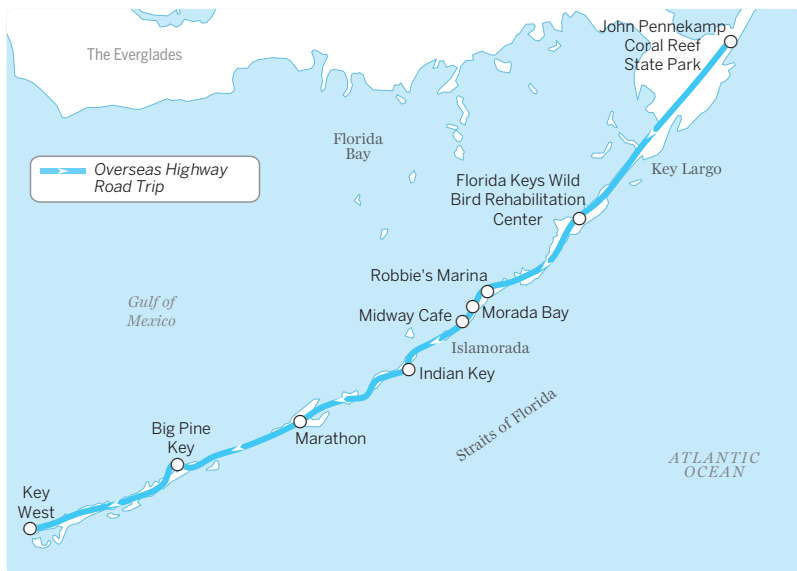 John Pennekamp
Coral Reef
State Park
The Everglades
Florida
Bay
Overseas Highway
Road Trip
Key Largo
Florida Keys Wild
Bird Rehabilitation
Center
Robbie's Marina
Gulf of
Mexico
Midway Cafe
Morada Bay
Islamorada
Indian Key
Straits of Florida
Big Pine
Key
Marathon
ATLANTIC
OCEAN
Key
West